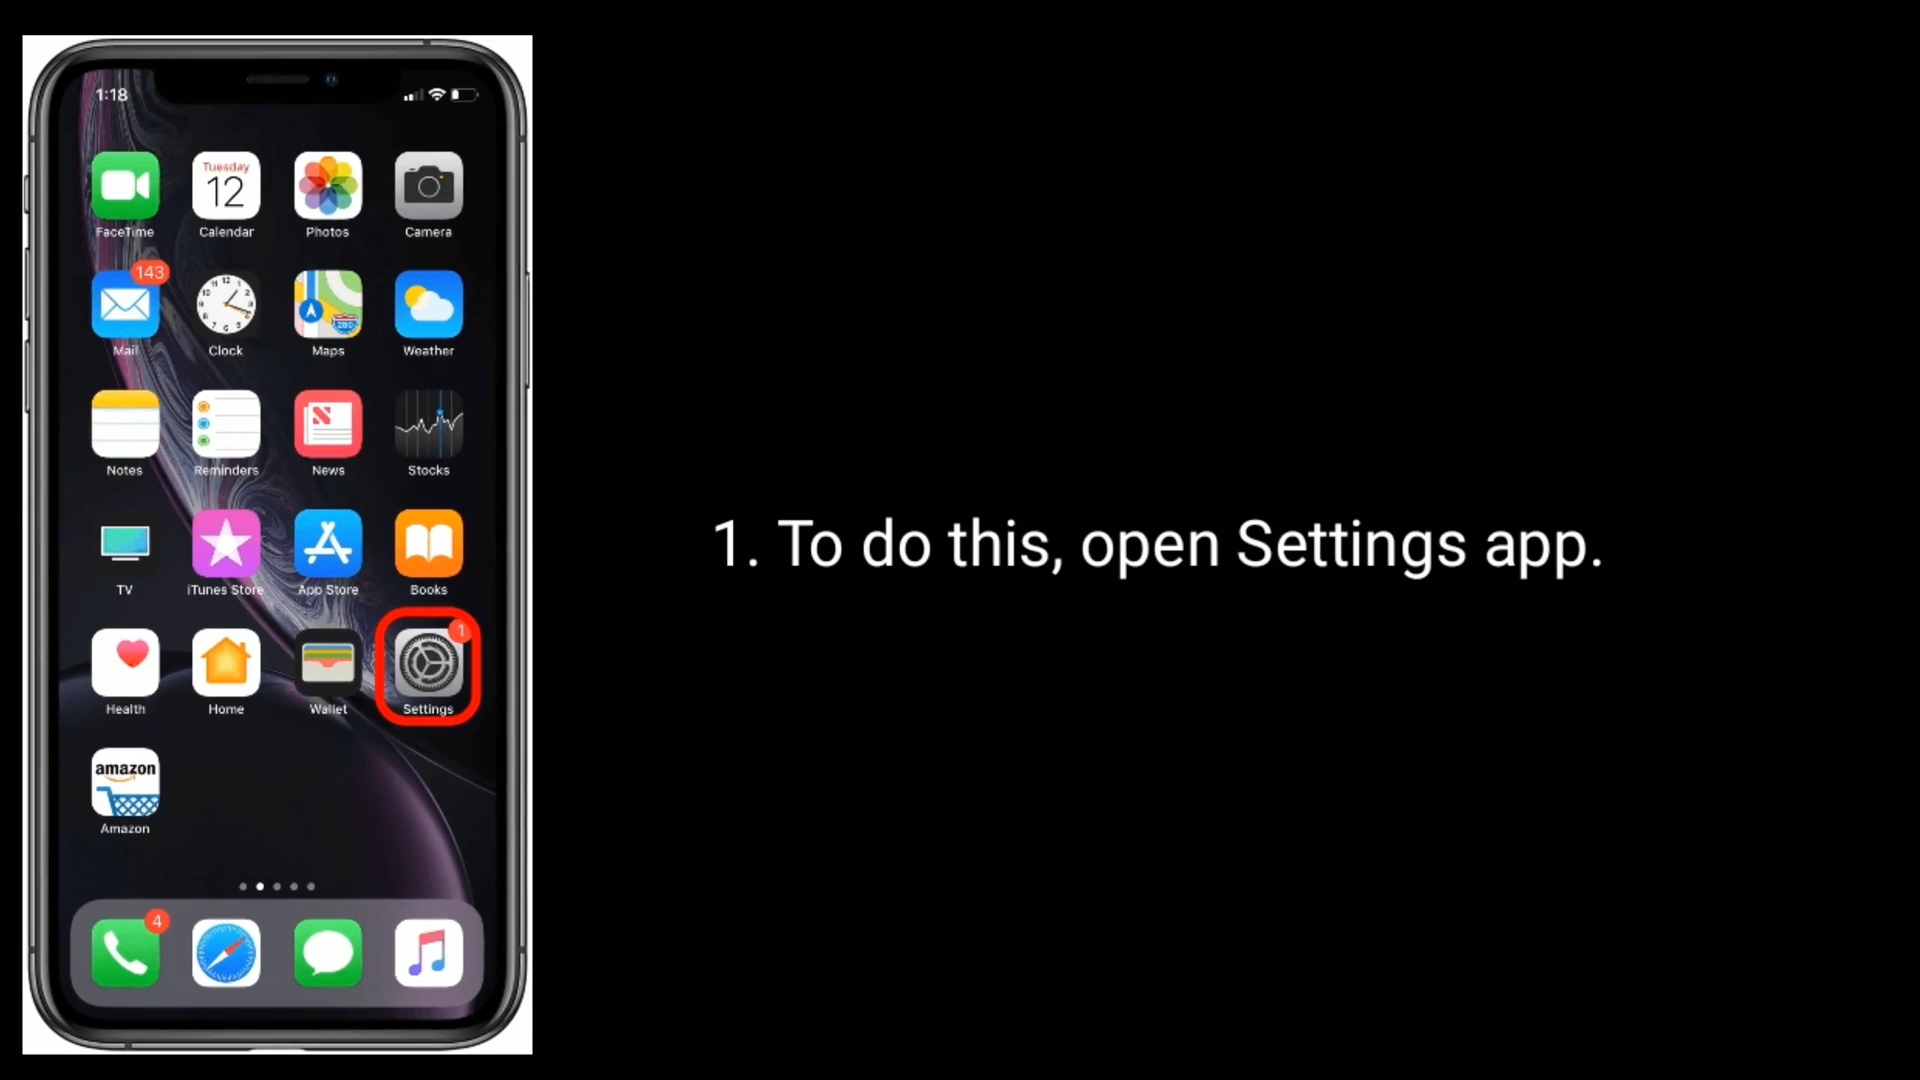 1:18
Tuesday
12
FaceTime
Calendar
Photos
Camera
143
280
Mail
Clock
Maps
Weather
Notes
Reminders
News
Stocks
TV
iTunes Store
App Store
Books
1
Health
Home
Wallet
Settings
amazon
Amazon
4
1. To do this, open Settings app.